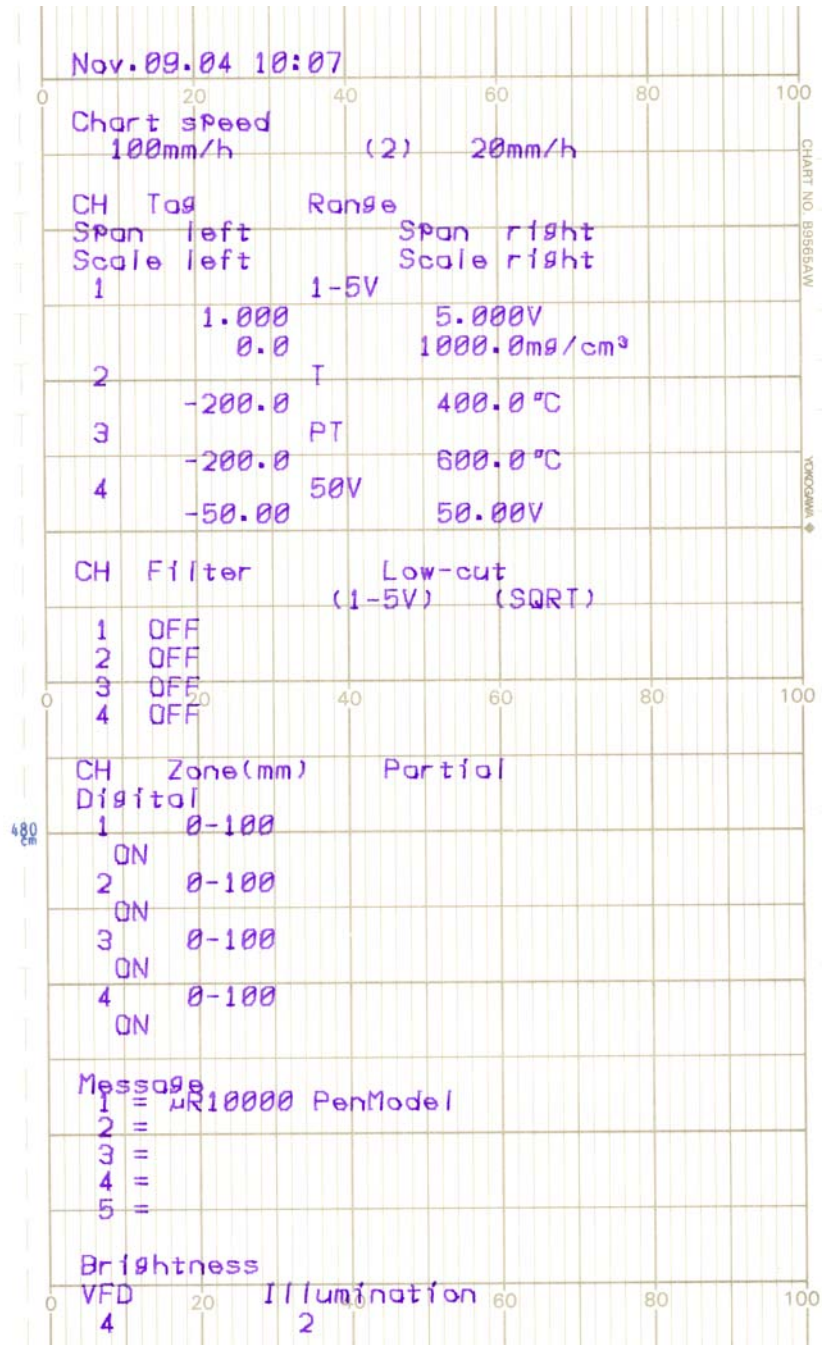 Nov.09.04 10:07
0 20 40 60 80 100
Chart speed
100mm/h (2) 20mm/h
CHART NO. B9565AW
CH Tag Range
Span left Span right
Scale left Scale right
1 1-5V
1.000 5.000V
0.0 1000.0mg/cm³
2 T
-200.0 400.0°C
3 PT
-200.0 600.0°C
4 50V
-50.00 50.00V
YOKOGAWA
CH Filter Low-cut
(1-5V) (SQRT)
1 OFF
2 OFF
3 OFF
0 20 40 60 80 100
4 OFF
CH Zone(mm) Partial
Digital
480 cm
1 0-100
ON
2 0-100
ON
3 0-100
ON
4 0-100
ON
Message
1 = µR10000 PenModel
2 =
3 =
4 =
5 =
Brightness
VFD Illumination
0 20 40 60 80 100
4 2